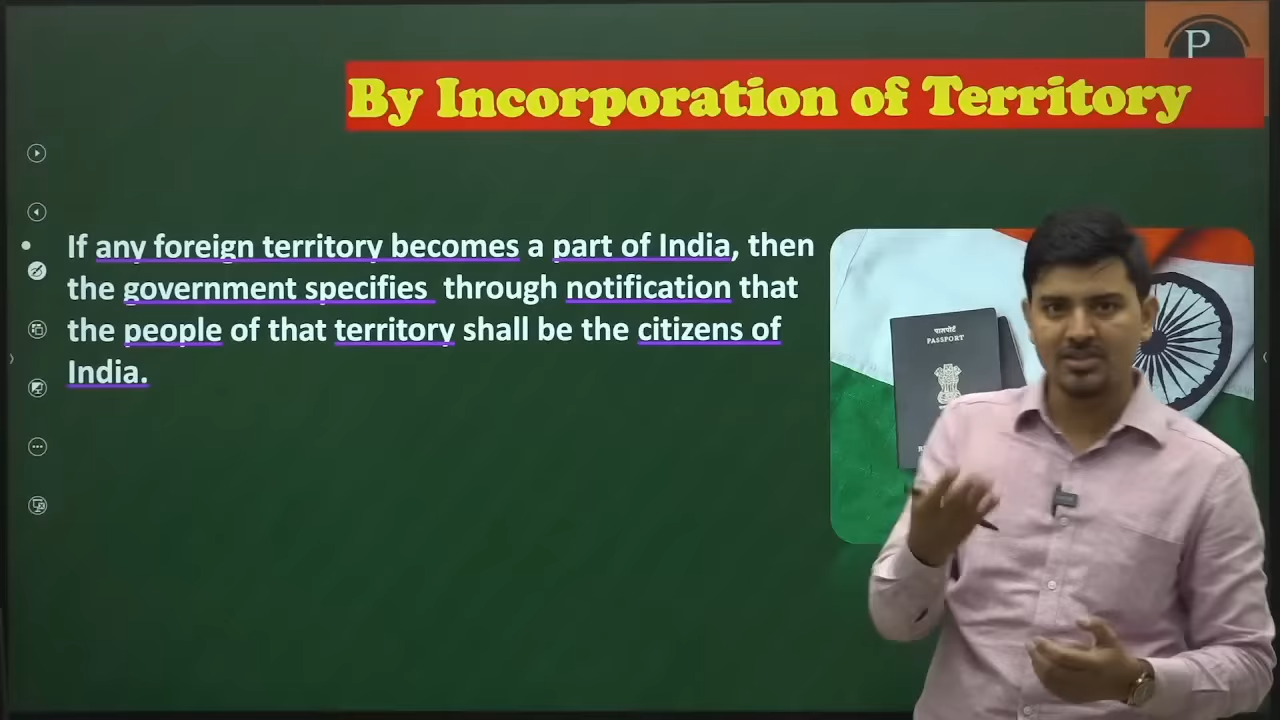 P
By Incorporation of Territory
• If any foreign territory becomes a part of India, then
the government specifies through notification that
the people of that territory shall be the citizens of
India.
पासपोर्ट
PASSPORT